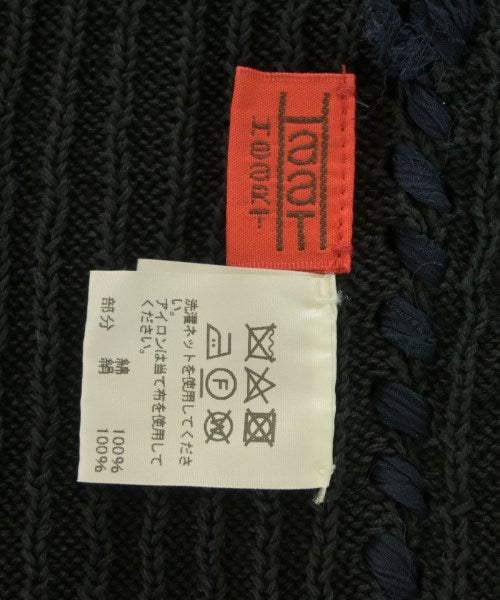 HaaT
F W
洗濯ネットを使用してくださ
い。
アイロンは当て布を使用して
ください。
綿 100%
部分 絹 100%